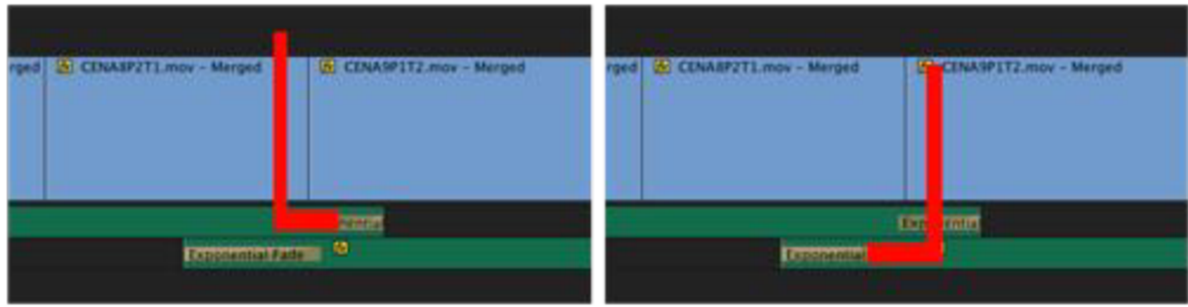 rged CENA8P2T1.mov - Merged CENA9P1T2.mov - Merged
Exponential Fade
rged CENA8P2T1.mov - Merged CENA9P1T2.mov - Merged
Exponential